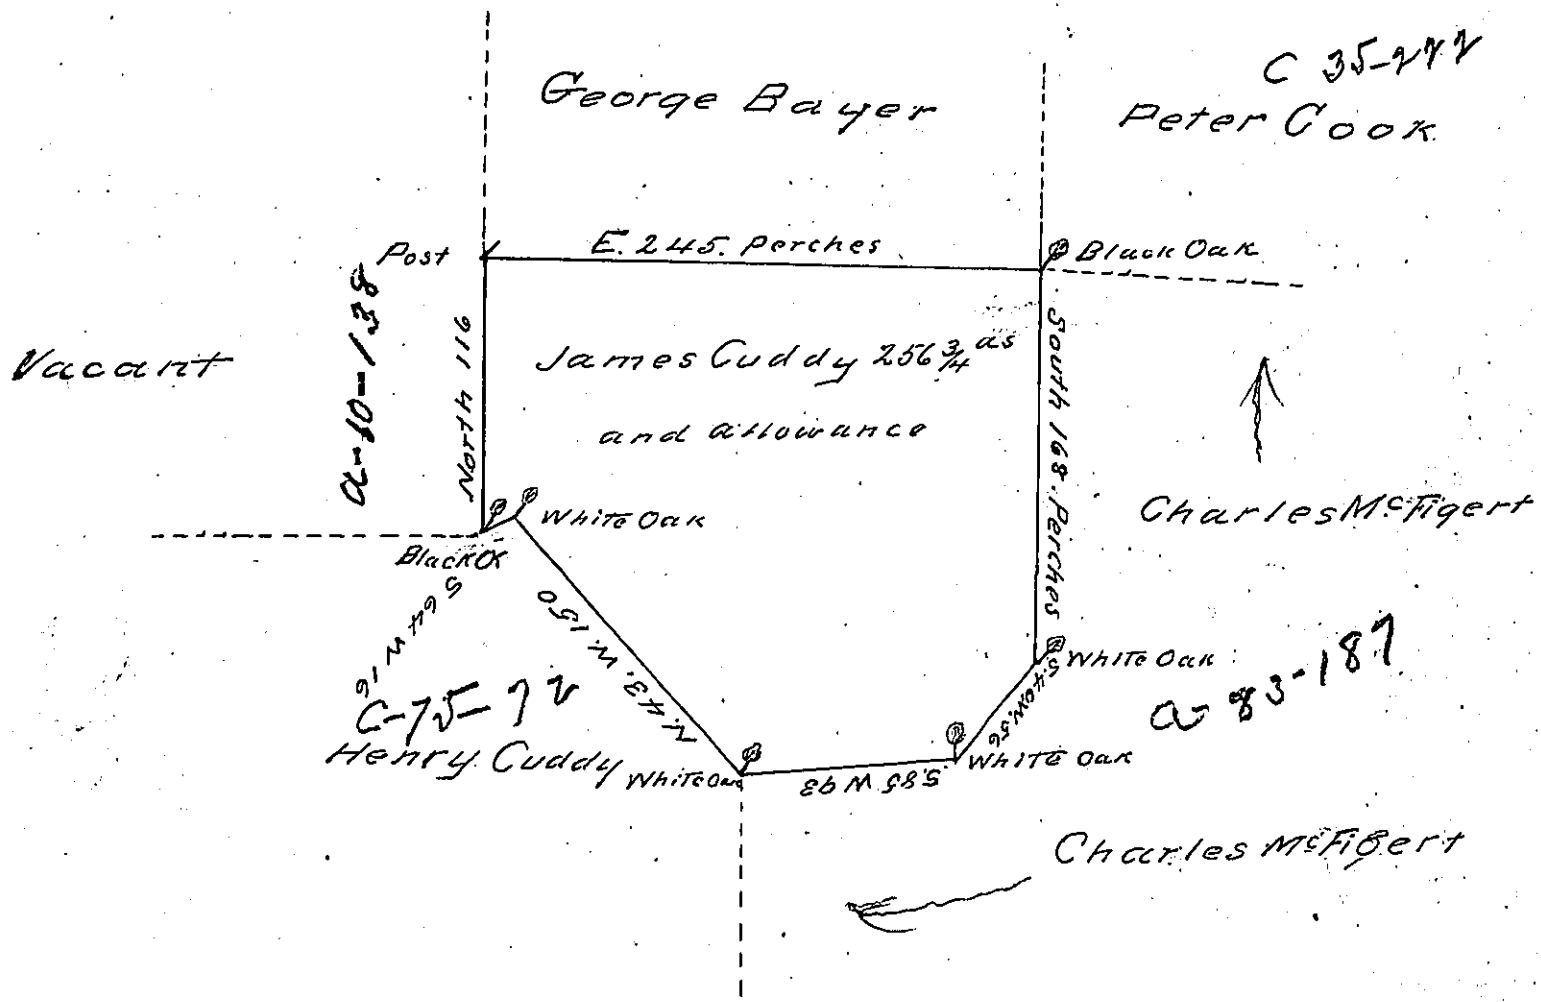 C 35-272
George Bayer
Peter Cook
Post
E. 245. Perches
Black Oak
Vacant
a-10-138
North 116
James Cuddy 256 3/4 as
and allowance
South 168. Perches
Charles McFigert
White Oak
Black O
S 64 W 16
N. 43. W. 150
C-75-72
Henry Cuddy
White Oak
S. 40 W. 56
a-83-187
White Oak
White Oak
S. 85 W 93
Charles McFigert